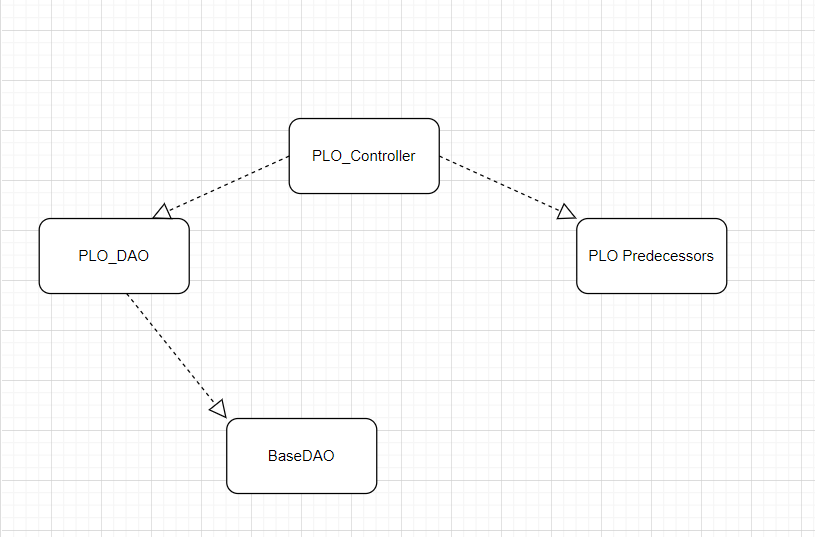 PLO_Controller
PLO_DAO
PLO Predecessors
BaseDAO